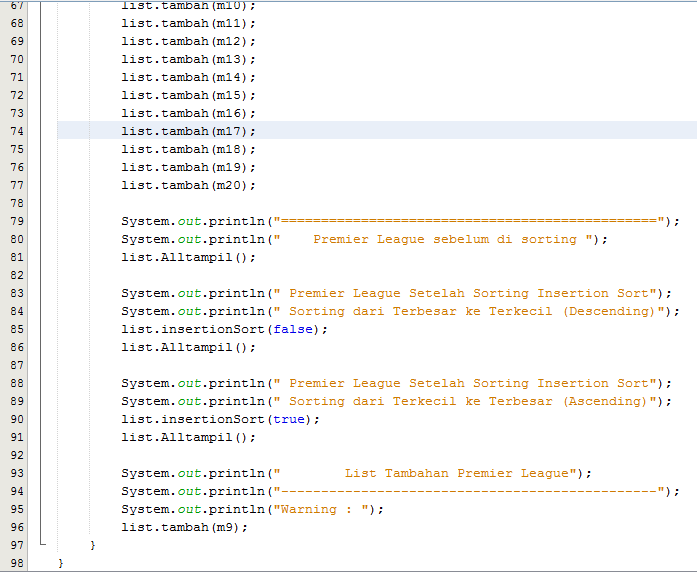 67 list.tambah(m10);
68 list.tambah(m11);
69 list.tambah(m12);
70 list.tambah(m13);
71 list.tambah(m14);
72 list.tambah(m15);
73 list.tambah(m16);
74 list.tambah(m17);
75 list.tambah(m18);
76 list.tambah(m19);
77 list.tambah(m20);
78
79 System.out.println("===============================================");
80 System.out.println("    Premier League sebelum di sorting ");
81 list.Alltampil();
82
83 System.out.println(" Premier League Setelah Sorting Insertion Sort");
84 System.out.println(" Sorting dari Terbesar ke Terkecil (Descending)");
85 list.insertionSort(false);
86 list.Alltampil();
87
88 System.out.println(" Premier League Setelah Sorting Insertion Sort");
89 System.out.println(" Sorting dari Terkecil ke Terbesar (Ascending)");
90 list.insertionSort(true);
91 list.Alltampil();
92
93 System.out.println("        List Tambahan Premier League");
94 System.out.println("-----------------------------------------------");
95 System.out.println("Warning : ");
96 list.tambah(m9);
97 }
98 }